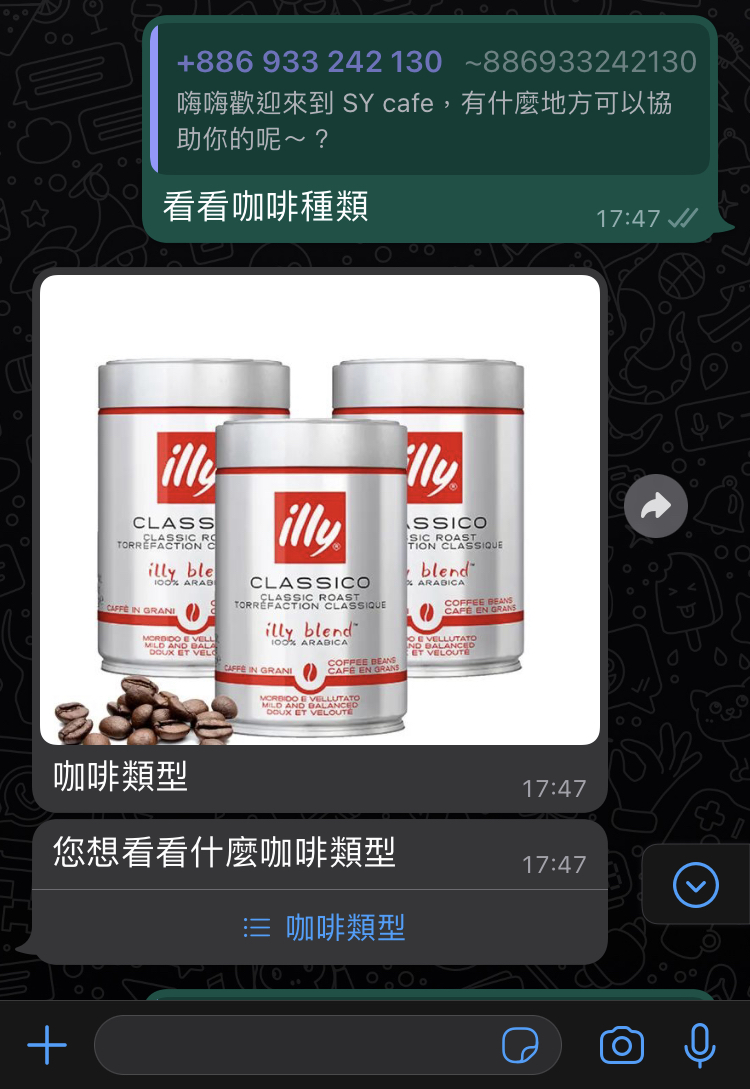 +886 933 242 130 ~886933242130
嗨嗨歡迎來到 SY cafe，有什麼地方可以協
助你的呢～？
看看咖啡種類
17:47
illy
illy
CLASSICO
CLASSIC ROAST
TORREFACTION CLASSIQUE
illy blend™
100% ARABICA
CAFFÈ IN GRANI
COFFEE BEANS
CAFÉ EN GRANS
MORBIDO E VELLUTATO
MILD AND BALANCED
DOUX ET VELOUTÉ
咖啡類型
17:47
您想看看什麼咖啡類型
17:47
咖啡類型